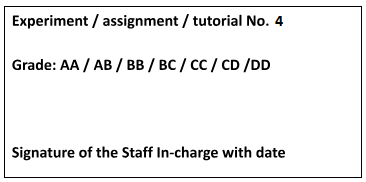 Experiment / assignment / tutorial No. 4
Grade: AA / AB / BB / BC / CC / CD /DD
Signature of the Staff In-charge with date